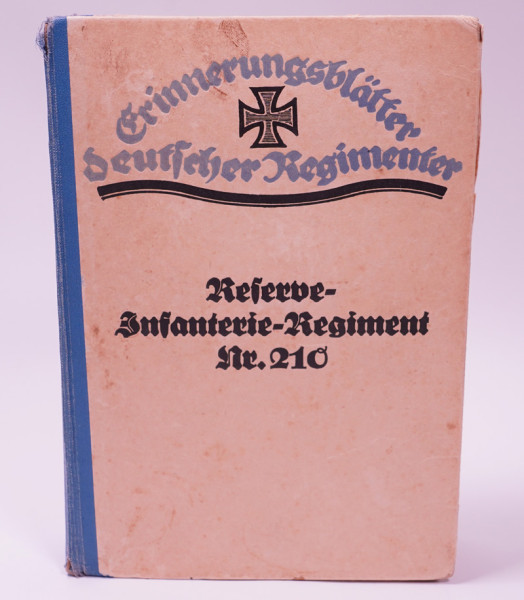 Erinnerungsblätter
deutscher Regimenter
Reserve-
Infanterie-Regiment
Nr. 210